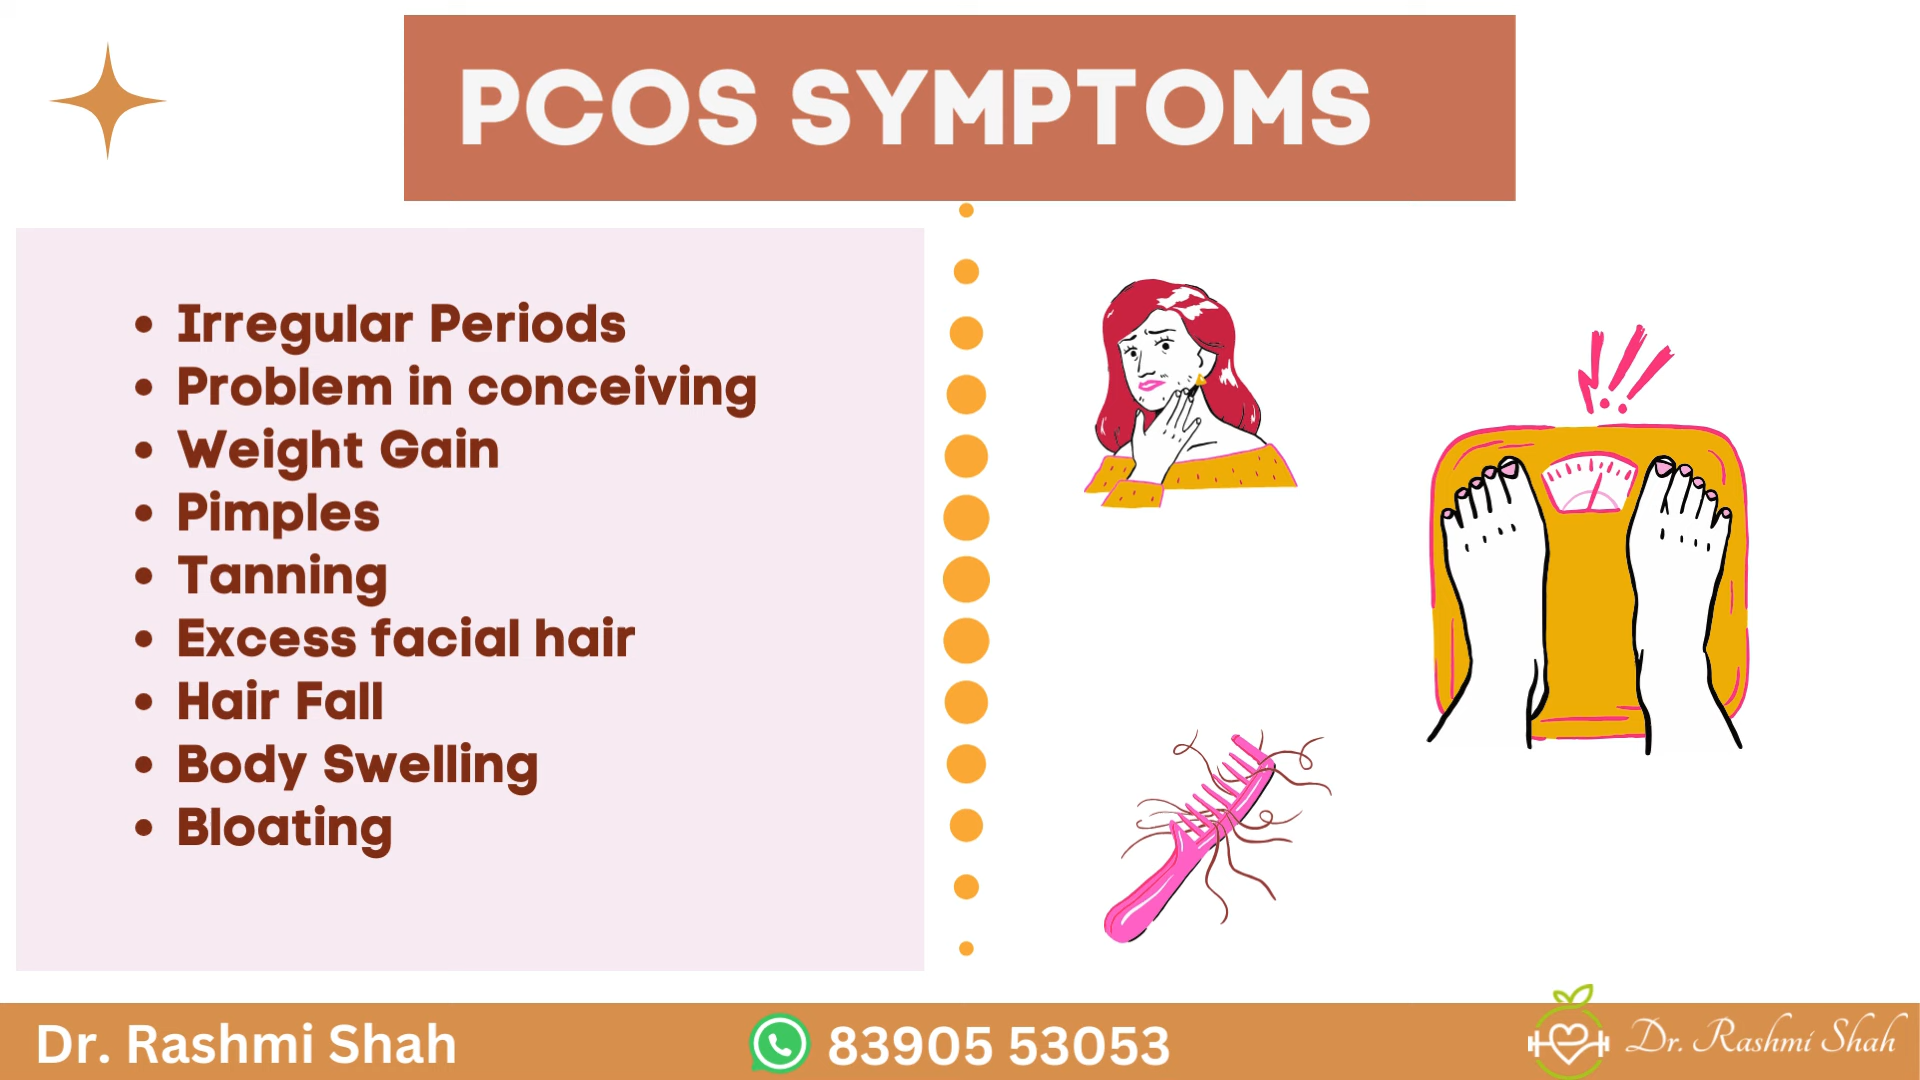 PCOS SYMPTOMS
• Irregular Periods
• Problem in conceiving
• Weight Gain
• Pimples
• Tanning
• Excess facial hair
• Hair Fall
• Body Swelling
• Bloating
Dr. Rashmi Shah
83905 53053
Dr. Rashmi Shah